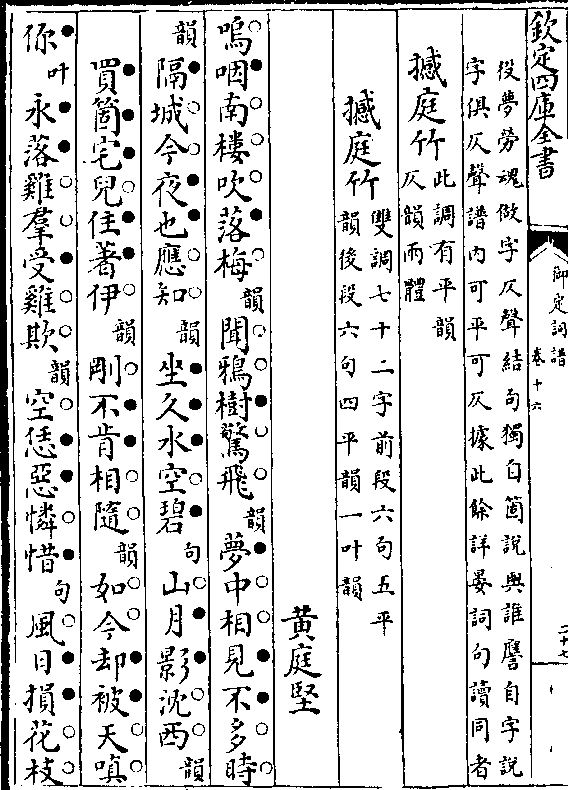 欽定四庫全書
御定詞譜
卷十六
二十七
役夢勞魂做字仄聲結句獨自箇說與誰譍自字說
字俱仄聲譜內可平可仄據此餘詳晏詞句讀同者
撼庭竹此調有平韻
仄韻兩體
撼庭竹雙調七十二字前段六句五平
韻後段六句四平韻一叶韻
黃庭堅
嗚咽南樓吹落梅韻聞鴉樹驚飛韻夢中相見不多時
韻隔城今夜也應知韻坐久水空碧句山月影沈西韻
買箇宅兒住著伊韻剛不肯相隨韻如今却被天嗔
你叶永落雞羣受雞欺韻空恁惡憐惜句風日損花枝